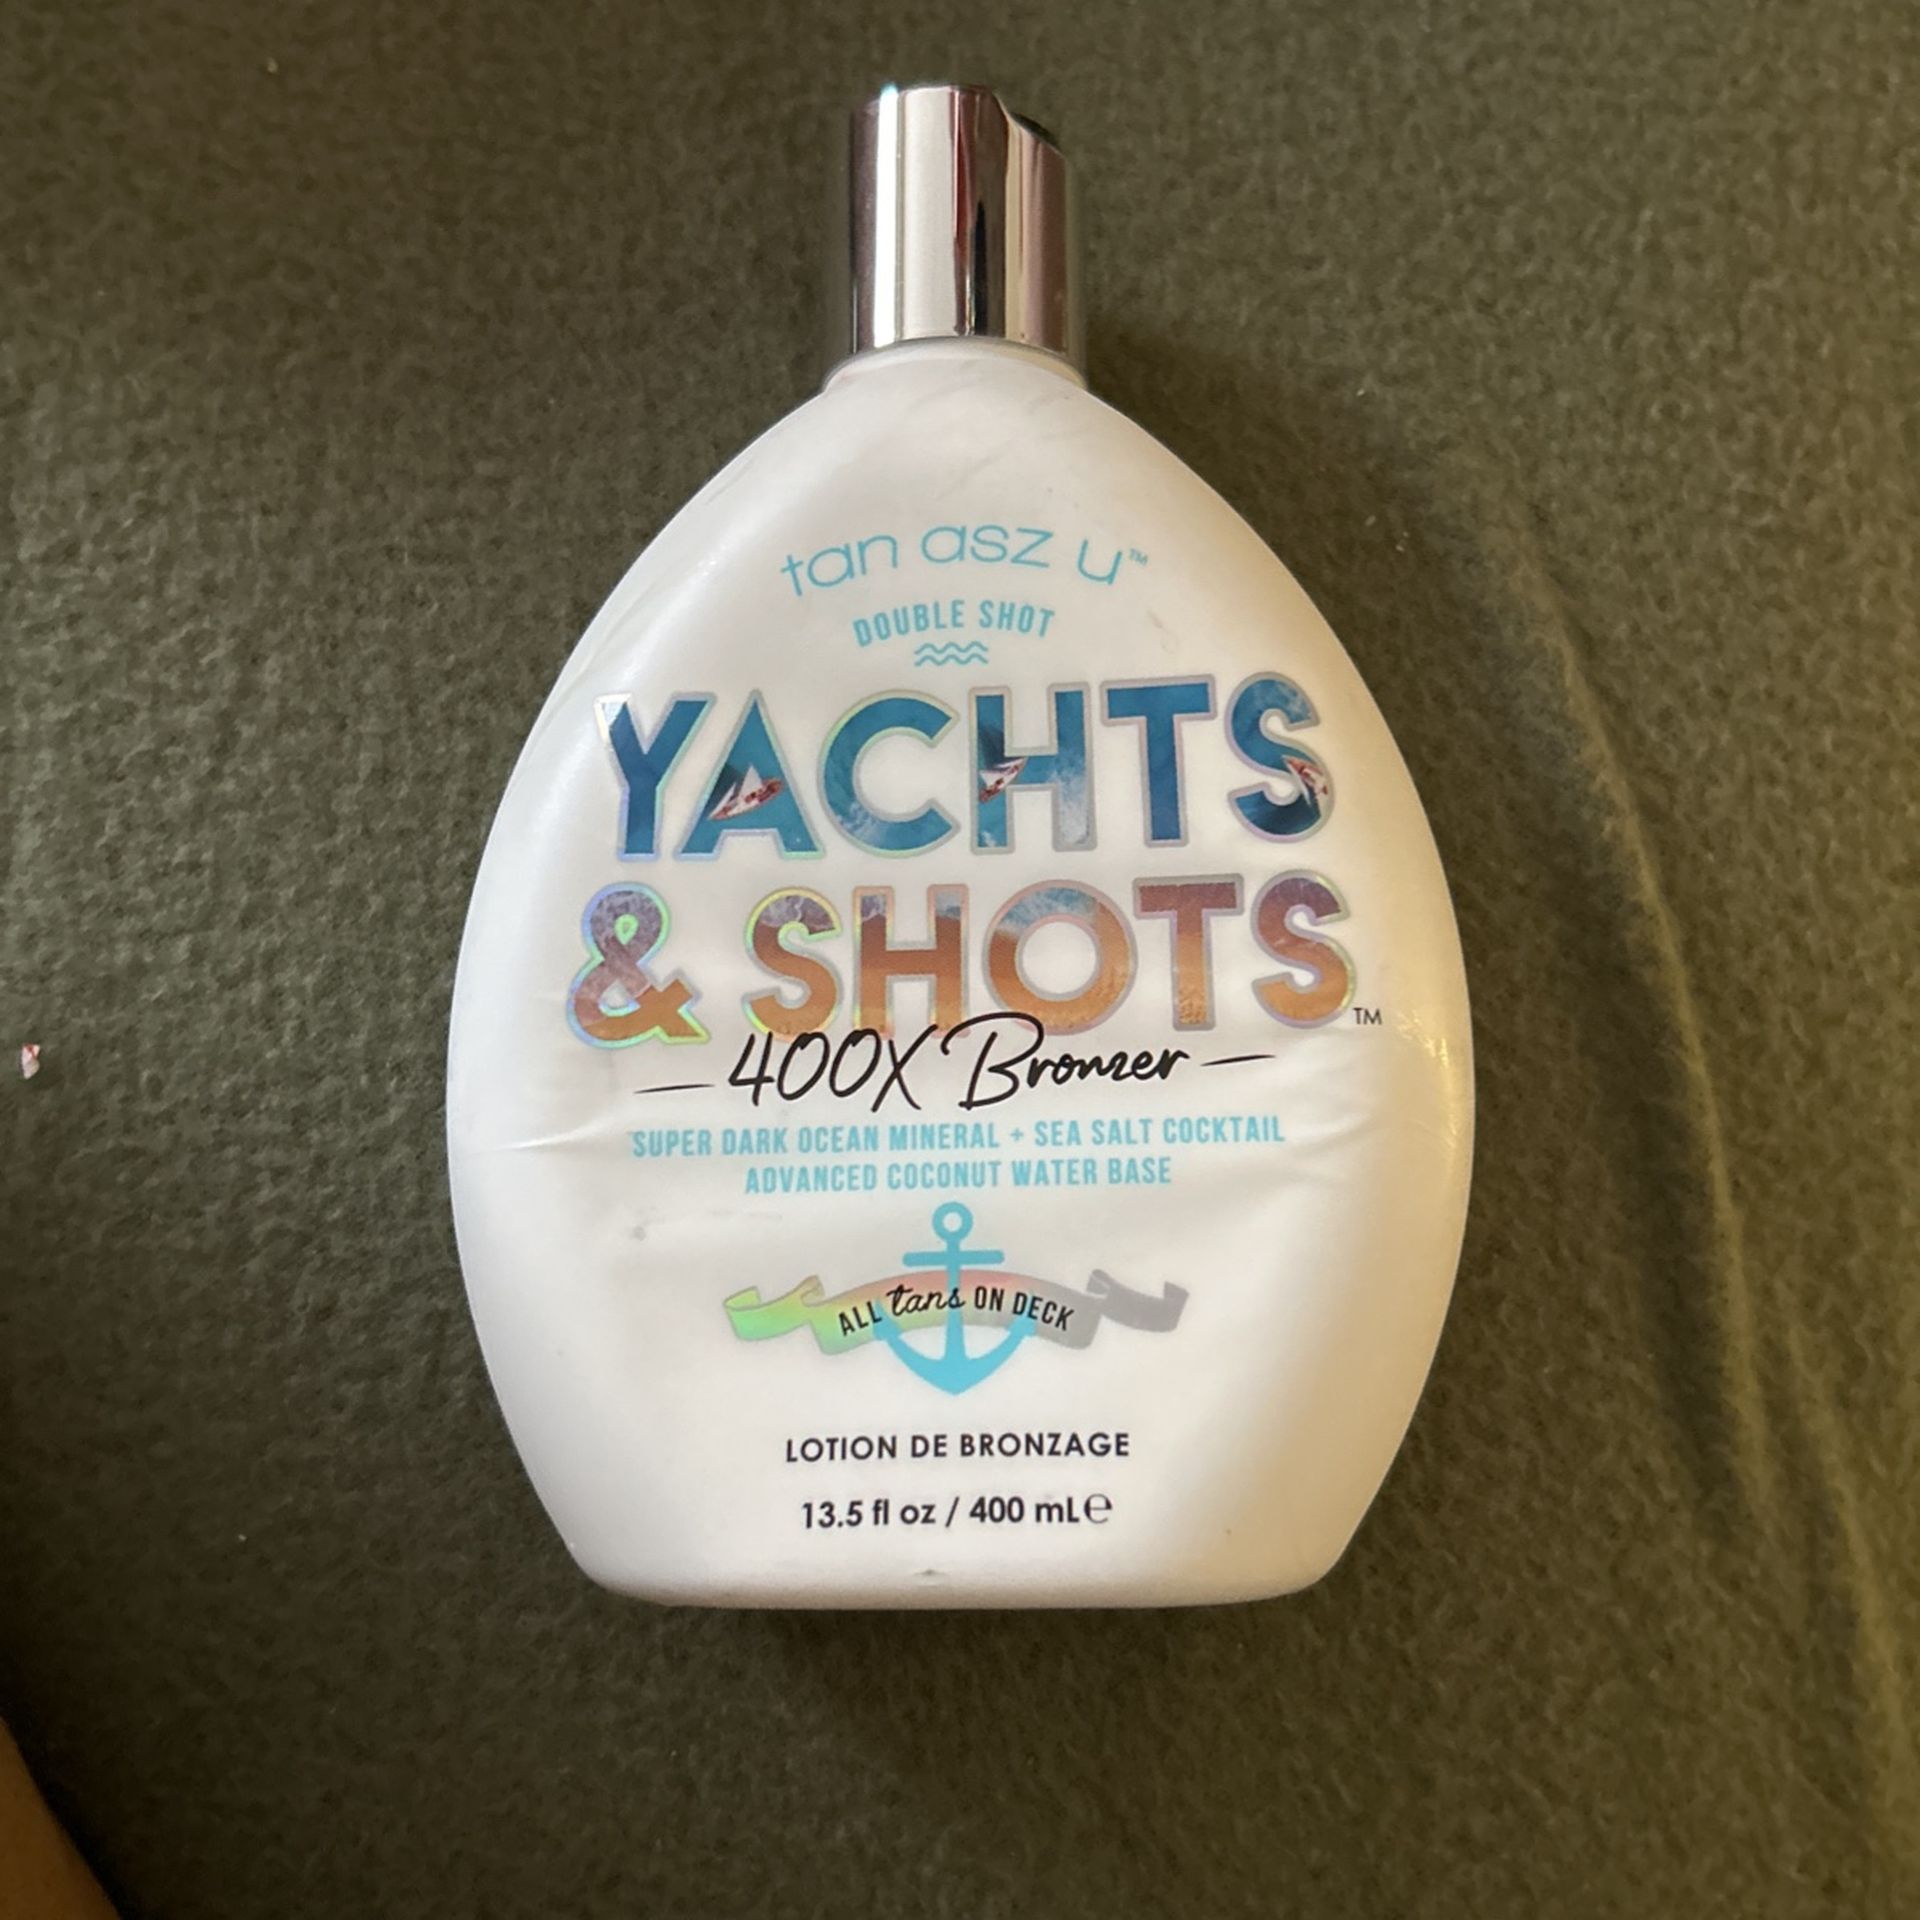 tan asz u™
DOUBLE SHOT
YACHTS
& SHOTS™
400X Bronzer
SUPER DARK OCEAN MINERAL + SEA SALT COCKTAIL
ADVANCED COCONUT WATER BASE
ALL tans ON DECK
LOTION DE BRONZAGE
13.5 fl oz / 400 mL ℮